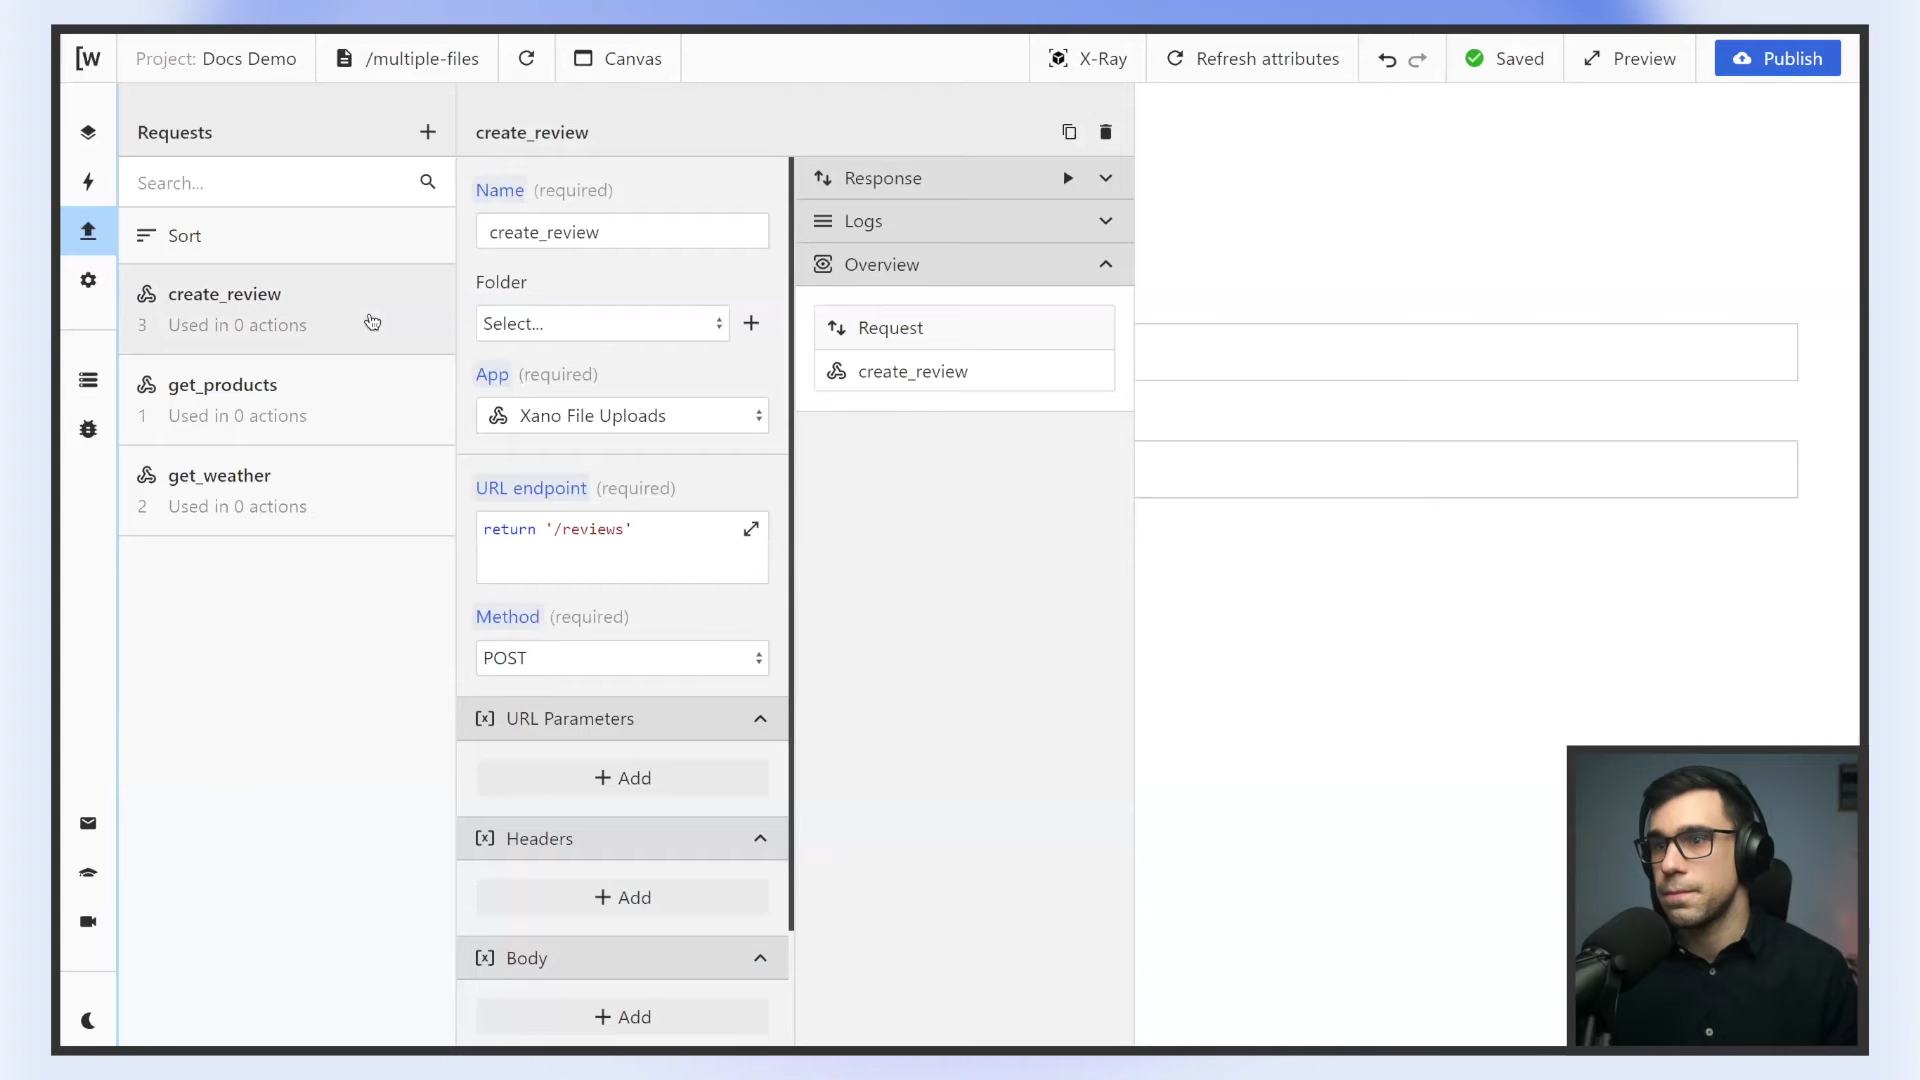 [W
Project: Docs Demo
/multiple-files
Canvas
X-Ray
Refresh attributes
Saved
Preview
Publish
Requests
Search...
Sort
create_review
3 Used in 0 actions
get_products
1 Used in 0 actions
get_weather
2 Used in 0 actions
create_review
Name (required)
create_review
Folder
Select...
App (required)
Xano File Uploads
URL endpoint (required)
return '/reviews'
Method (required)
POST
[x] URL Parameters
+ Add
[x] Headers
+ Add
[x] Body
+ Add
Response
Logs
Overview
Request
create_review